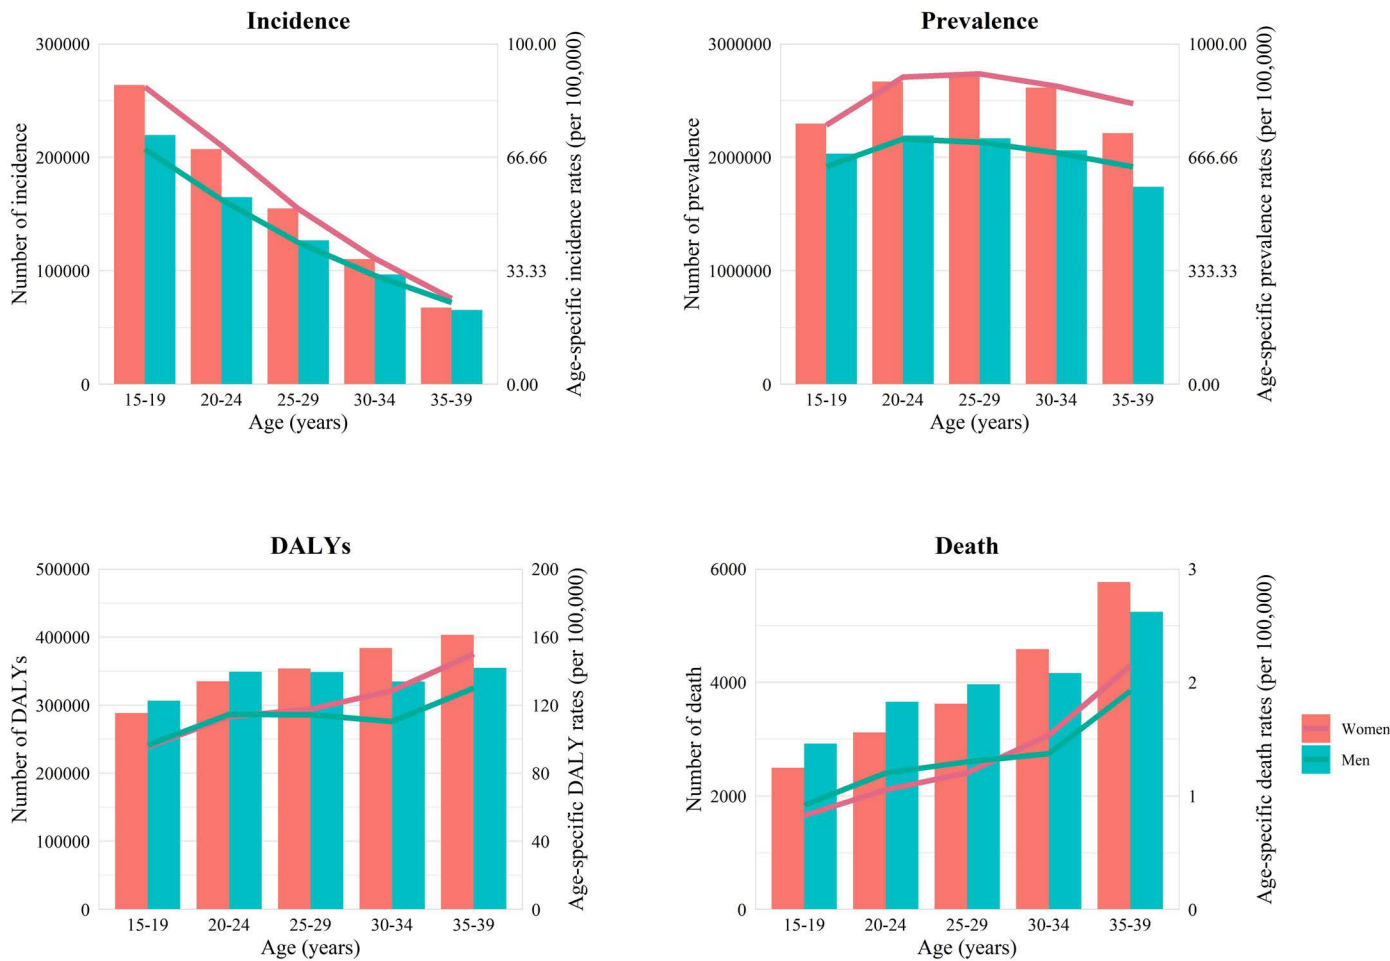 Incidence
300000
200000
100000
0
Number of incidence
100.00
66.66
33.33
0.00
Age-specific incidence rates (per 100,000)
15-19 20-24 25-29 30-34 35-39
Age (years)
Prevalence
3000000
2000000
1000000
0
Number of prevalence
1000.00
666.66
333.33
0.00
Age-specific prevalence rates (per 100,000)
15-19 20-24 25-29 30-34 35-39
Age (years)
DALYs
500000
400000
300000
200000
100000
0
Number of DALYs
200
160
120
80
40
0
Age-specific DALY rates (per 100,000)
15-19 20-24 25-29 30-34 35-39
Age (years)
Death
6000
4000
2000
0
Number of death
3
2
1
0
Age-specific death rates (per 100,000)
15-19 20-24 25-29 30-34 35-39
Age (years)
Women
Men